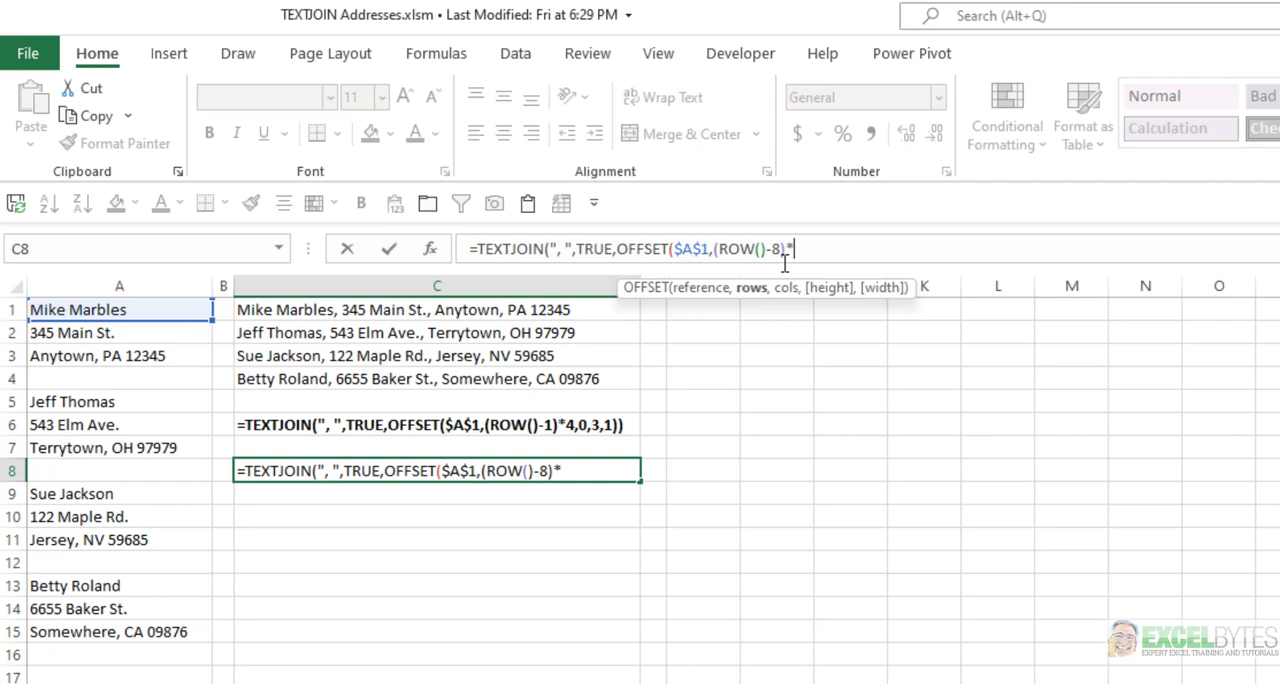 TEXTJOIN Addresses.xlsm • Last Modified: Fri at 6:29 PM
Search (Alt+Q)
File Home Insert Draw Page Layout Formulas Data Review View Developer Help Power Pivot
Paste
Cut
Copy
Format Painter
Clipboard
11
B I U
Font
Wrap Text
Merge & Center
Alignment
General
$ % 9
Number
Conditional Formatting
Format as Table
Normal
Bad
Calculation
Che
C8
fx
=TEXTJOIN(", ",TRUE,OFFSET($A$1,(ROW()-8)*
OFFSET(reference, rows, cols, [height], [width])
A B C K L M N O
1 Mike Marbles Mike Marbles, 345 Main St., Anytown, PA 12345
2 345 Main St. Jeff Thomas, 543 Elm Ave., Terrytown, OH 97979
3 Anytown, PA 12345 Sue Jackson, 122 Maple Rd., Jersey, NV 59685
4 Betty Roland, 6655 Baker St., Somewhere, CA 09876
5 Jeff Thomas
6 543 Elm Ave. =TEXTJOIN(", ",TRUE,OFFSET($A$1,(ROW()-1)*4,0,3,1))
7 Terrytown, OH 97979
8 =TEXTJOIN(", ",TRUE,OFFSET($A$1,(ROW()-8)*
9 Sue Jackson
10 122 Maple Rd.
11 Jersey, NV 59685
12
13 Betty Roland
14 6655 Baker St.
15 Somewhere, CA 09876
16
17
EXCELBYTES
EXPERT EXCEL TRAINING AND TUTORIALS